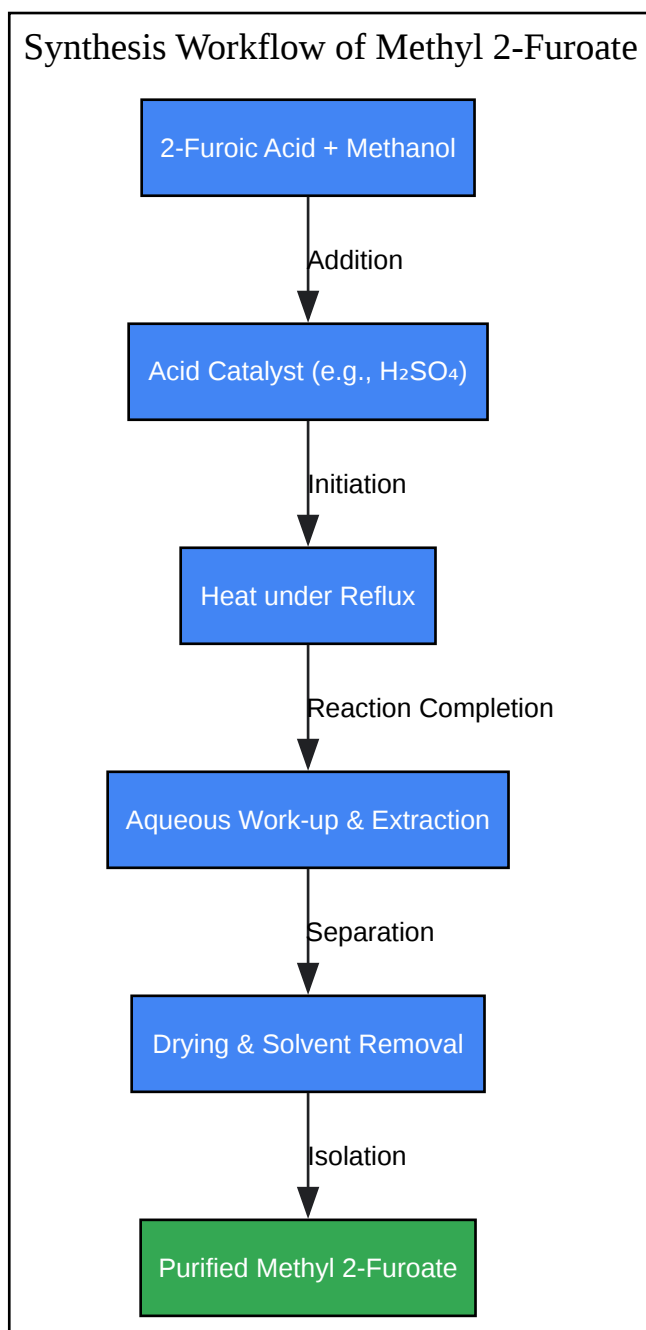 Synthesis Workflow of Methyl 2-Furoate
2-Furoic Acid + Methanol
Addition
Acid Catalyst (e.g., H₂SO₄)
Initiation
Heat under Reflux
Reaction Completion
Aqueous Work-up & Extraction
Separation
Drying & Solvent Removal
Isolation
Purified Methyl 2-Furoate